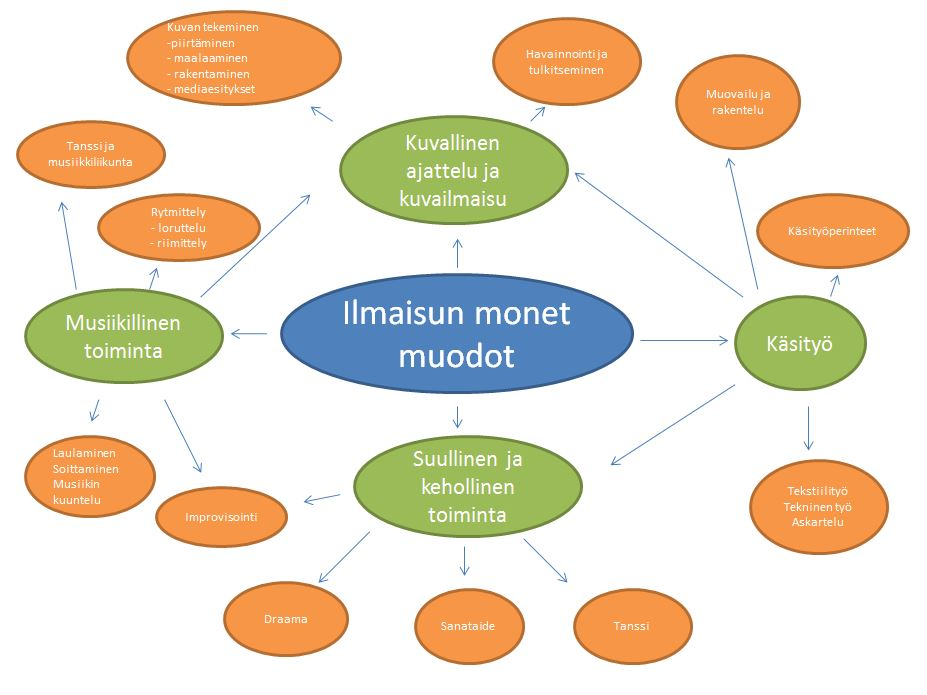 Kuvan tekeminen
-piirtäminen
- maalaaminen
- rakentaminen
- mediaesitykset
Havainnointi ja
tulkitseminen
Muovailu ja
rakentelu
Tanssi ja
musiikkiliikunta
Kuvallinen
ajattelu ja
kuvailmaisu
Rytmittely
- loruttelu
- riimittely
Käsityöperinteet
Musiikillinen
toiminta
Ilmaisun monet
muodot
Käsityö
Laulaminen
Soittaminen
Musiikin
kuuntelu
Improvisointi
Suullinen ja
kehollinen
toiminta
Tekstiilityö
Tekninen työ
Askartelu
Draama
Sanataide
Tanssi